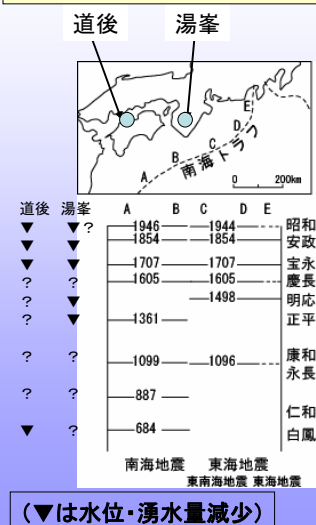 道後 湯峯
E
D
C
B
A
南海トラフ
0 200km
道後 湯峯 A B C D E
▼ ▼? 1946 1944 昭和
▼ ▼ 1854 1854 安政
▼ ▼ 1707 1707 宝永
? ? 1605 1605 慶長
? ▼ 1498 明応
? ▼ 1361 正平
? ? 1099 1096 康和
永長
? ? 887 仁和
▼ ? 684 白鳳
南海地震 東海地震
東南海地震 東海地震
(▼は水位・湧水量減少)